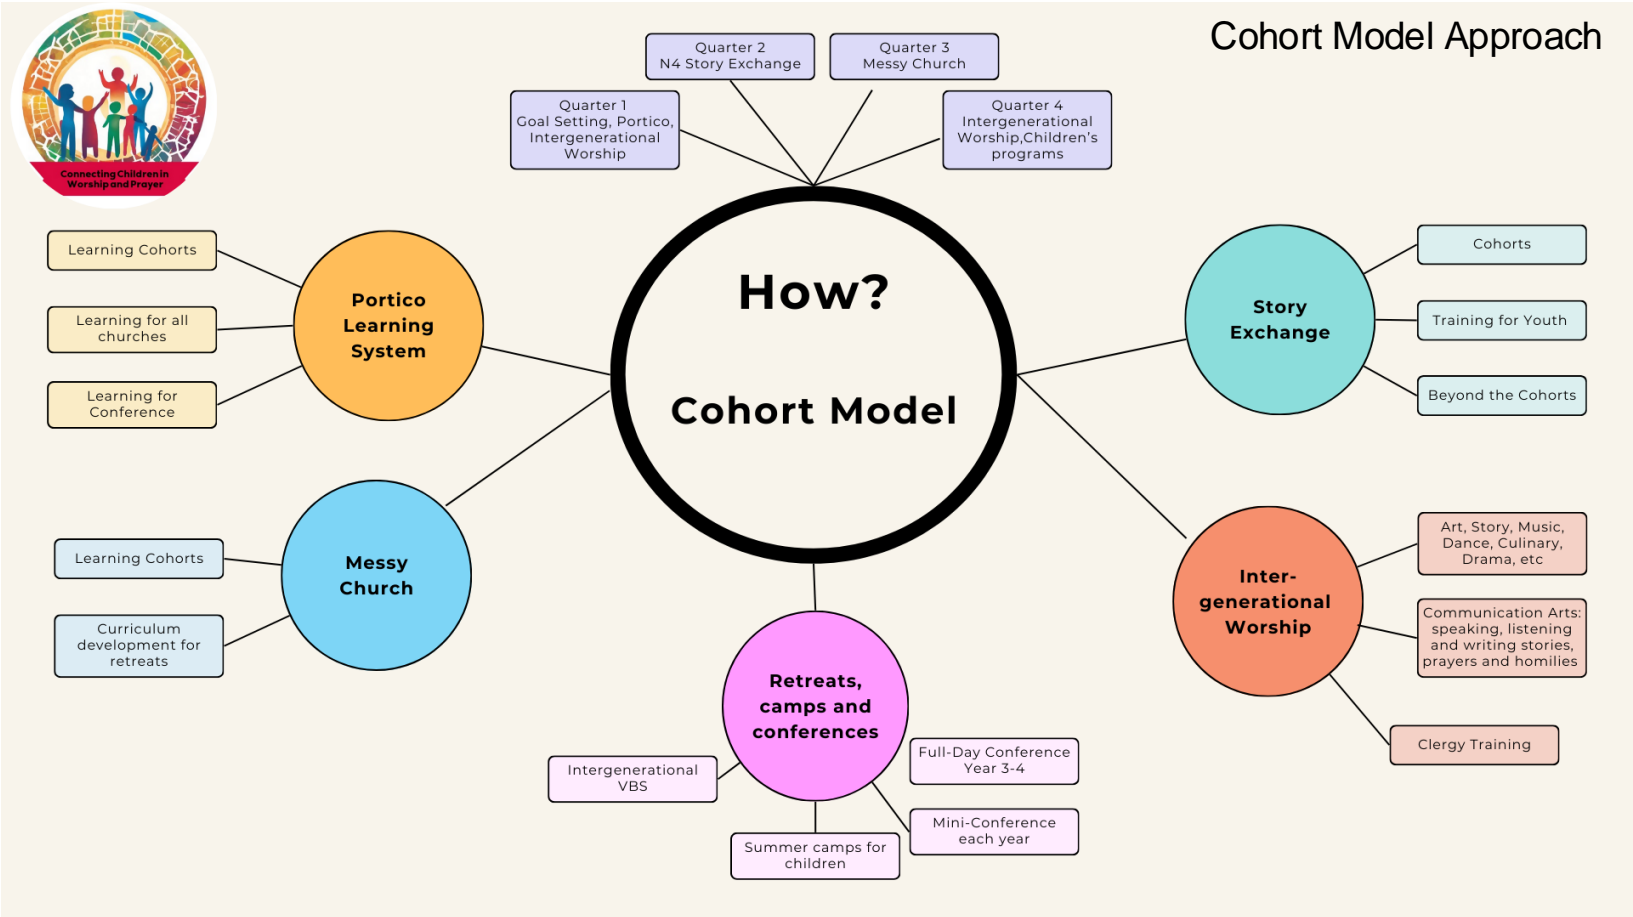 Cohort Model Approach
Connecting Children in
Worship and Prayer
Quarter 1
Goal Setting, Portico,
Intergenerational
Worship
Quarter 2
N4 Story Exchange
Quarter 3
Messy Church
Quarter 4
Intergenerational
Worship,Children's
programs
How?
Cohort Model
Portico
Learning
System
Learning Cohorts
Learning for all
churches
Learning for
Conference
Messy
Church
Learning Cohorts
Curriculum
development for
retreats
Retreats,
camps and
conferences
Intergenerational
VBS
Summer camps for
children
Full-Day Conference
Year 3-4
Mini-Conference
each year
Story
Exchange
Cohorts
Training for Youth
Beyond the Cohorts
Inter-
generational
Worship
Art, Story, Music,
Dance, Culinary,
Drama, etc
Communication Arts:
speaking, listening
and writing stories,
prayers and homilies
Clergy Training